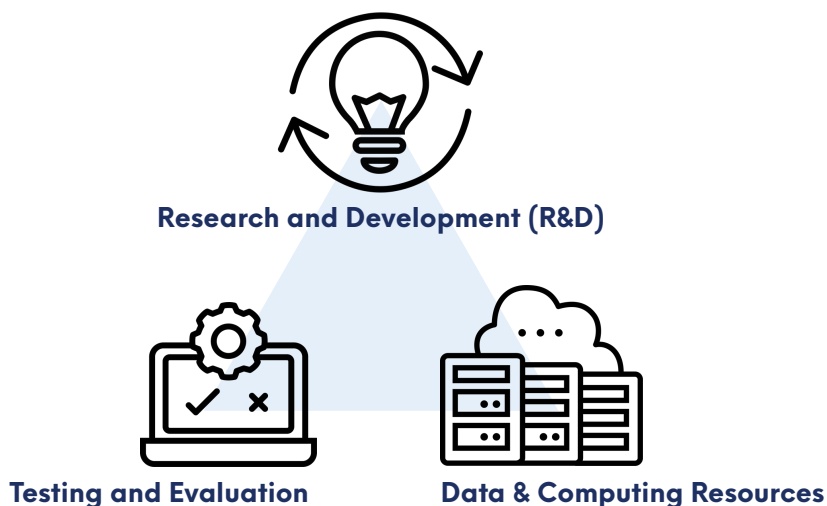 Research and Development (R&D)
Testing and Evaluation
Data & Computing Resources